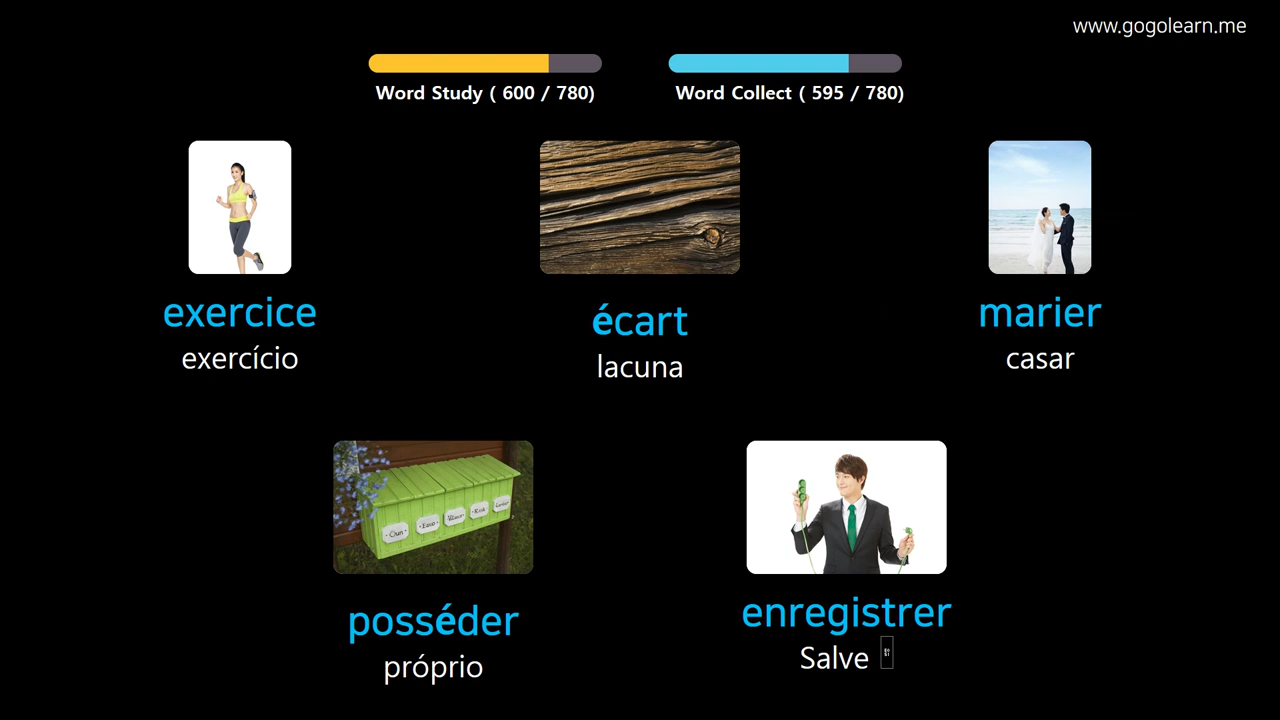 www.gogolearn.me
Word Study ( 600 / 780)
Word Collect ( 595 / 780)
exercice
exercício
écart
lacuna
marier
casar
posséder
próprio
enregistrer
Salve